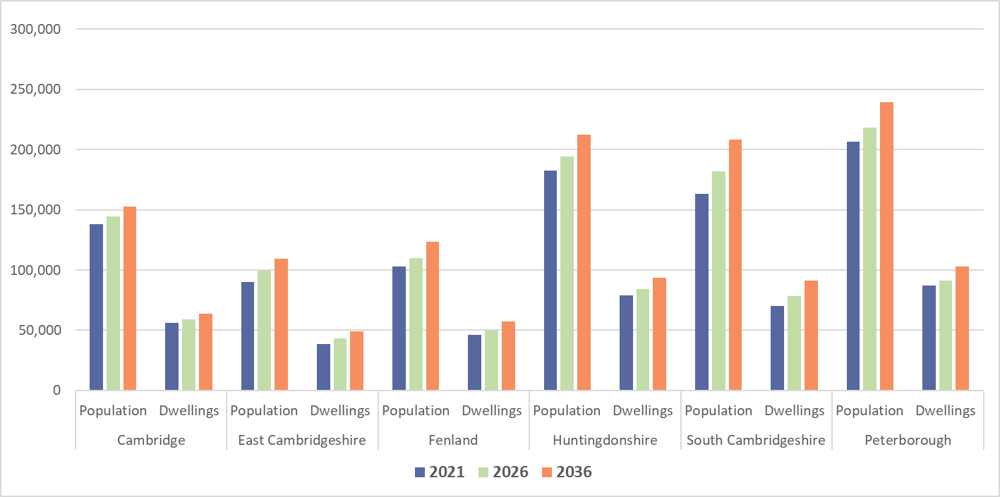 300,000
250,000
200,000
150,000
100,000
50,000
0
Population Dwellings Population Dwellings Population Dwellings Population Dwellings Population Dwellings Population Dwellings
Cambridge East Cambridgeshire Fenland Huntingdonshire South Cambridgeshire Peterborough
2021 2026 2036